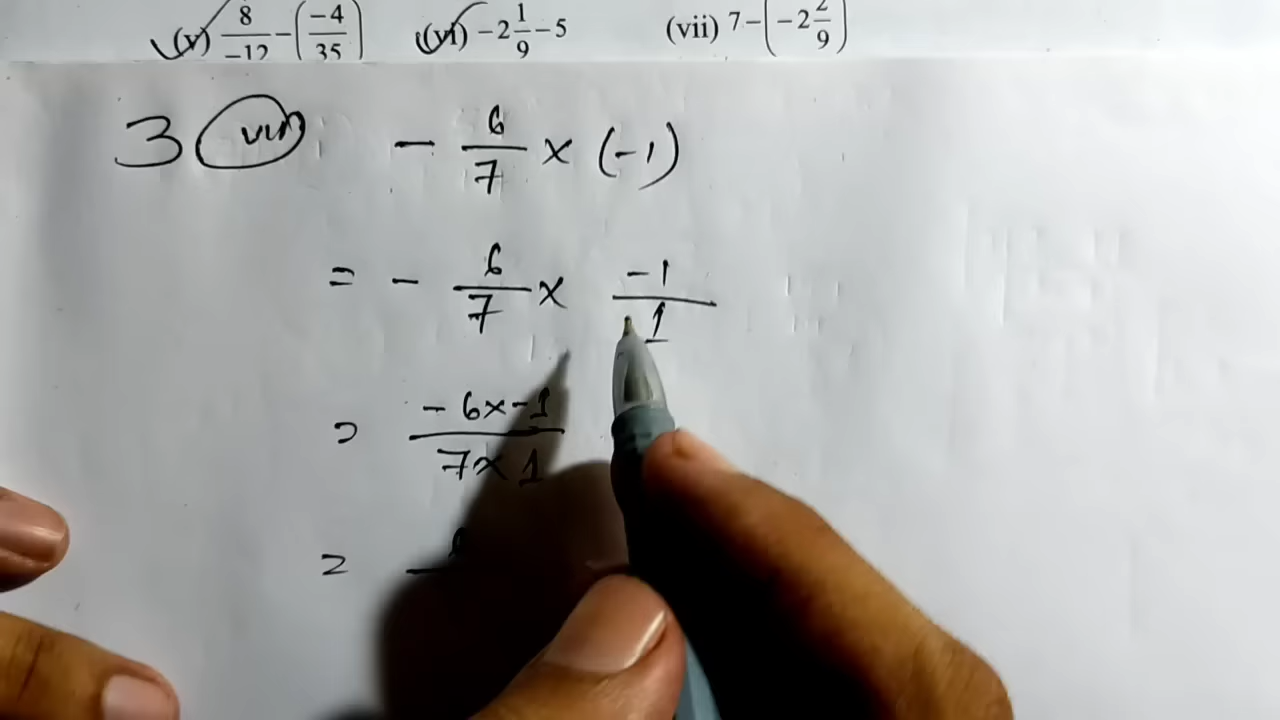 (v) 8/-12 - (-4/35) (vi) -2 1/9 - 5 (vii) 7 - (-2 2/9)
3 (viii) - 6/7 × (-1)
= - 6/7 × -1/1
= -6×-1/7×1
=